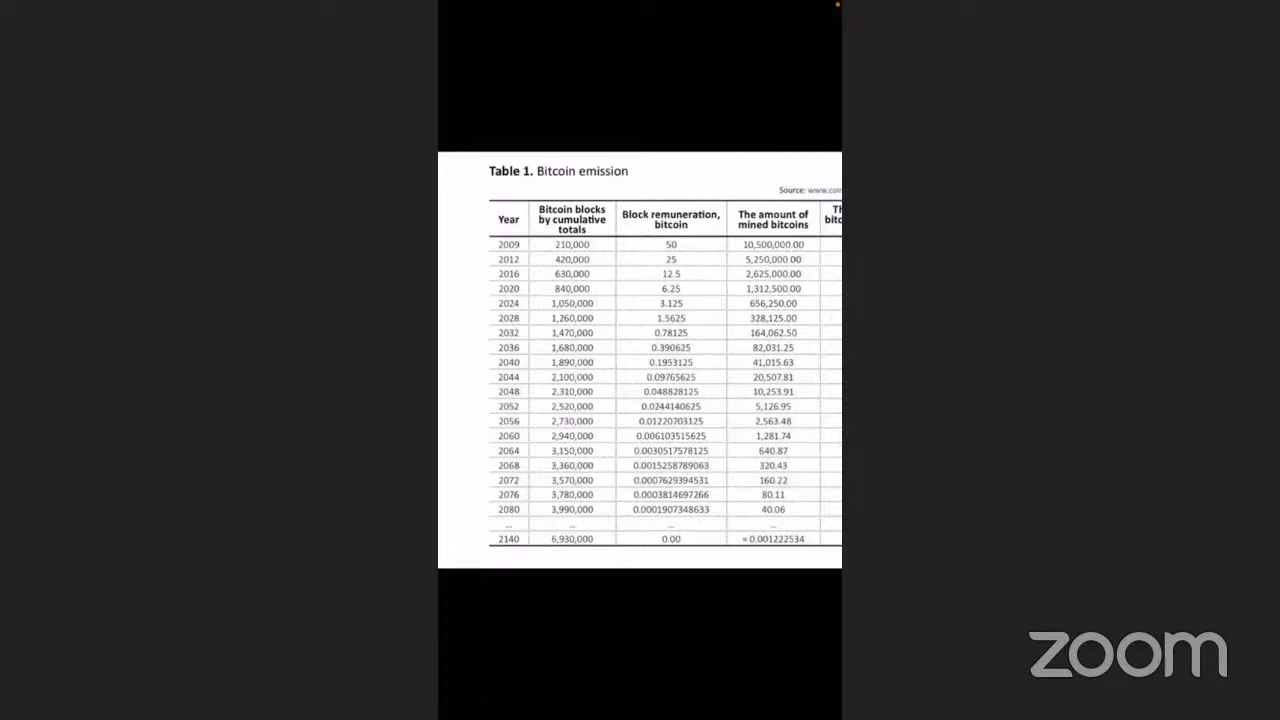 Table 1. Bitcoin emission
Source: www.coin
Year Bitcoin blocks by cumulative totals Block remuneration, bitcoin The amount of mined bitcoins
2009 210,000 50 10,500,000.00
2012 420,000 25 5,250,000.00
2016 630,000 12.5 2,625,000.00
2020 840,000 6.25 1,312,500.00
2024 1,050,000 3.125 656,250.00
2028 1,260,000 1.5625 328,125.00
2032 1,470,000 0.78125 164,062.50
2036 1,680,000 0.390625 82,031.25
2040 1,890,000 0.1953125 41,015.63
2044 2,100,000 0.09765625 20,507.81
2048 2,310,000 0.048828125 10,253.91
2052 2,520,000 0.0244140625 5,126.95
2056 2,730,000 0.01220703125 2,563.48
2060 2,940,000 0.006103515625 1,281.74
2064 3,150,000 0.0030517578125 640.87
2068 3,360,000 0.0015258789063 320.43
2072 3,570,000 0.0007629394531 160.22
2076 3,780,000 0.0003814697266 80.11
2080 3,990,000 0.0001907348633 40.06
... ... ... ...
2140 6,930,000 0.00 ≈ 0.001222534
zoom